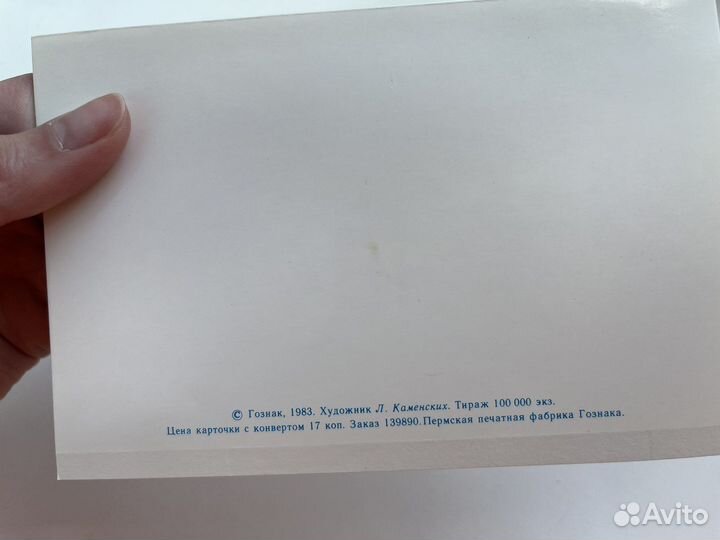 © Гознак, 1983. Художник Л. Каменских. Тираж 100 000 экз.
Цена карточки с конвертом 17 коп. Заказ 139890. Пермская печатная фабрика Гознака.
Avito